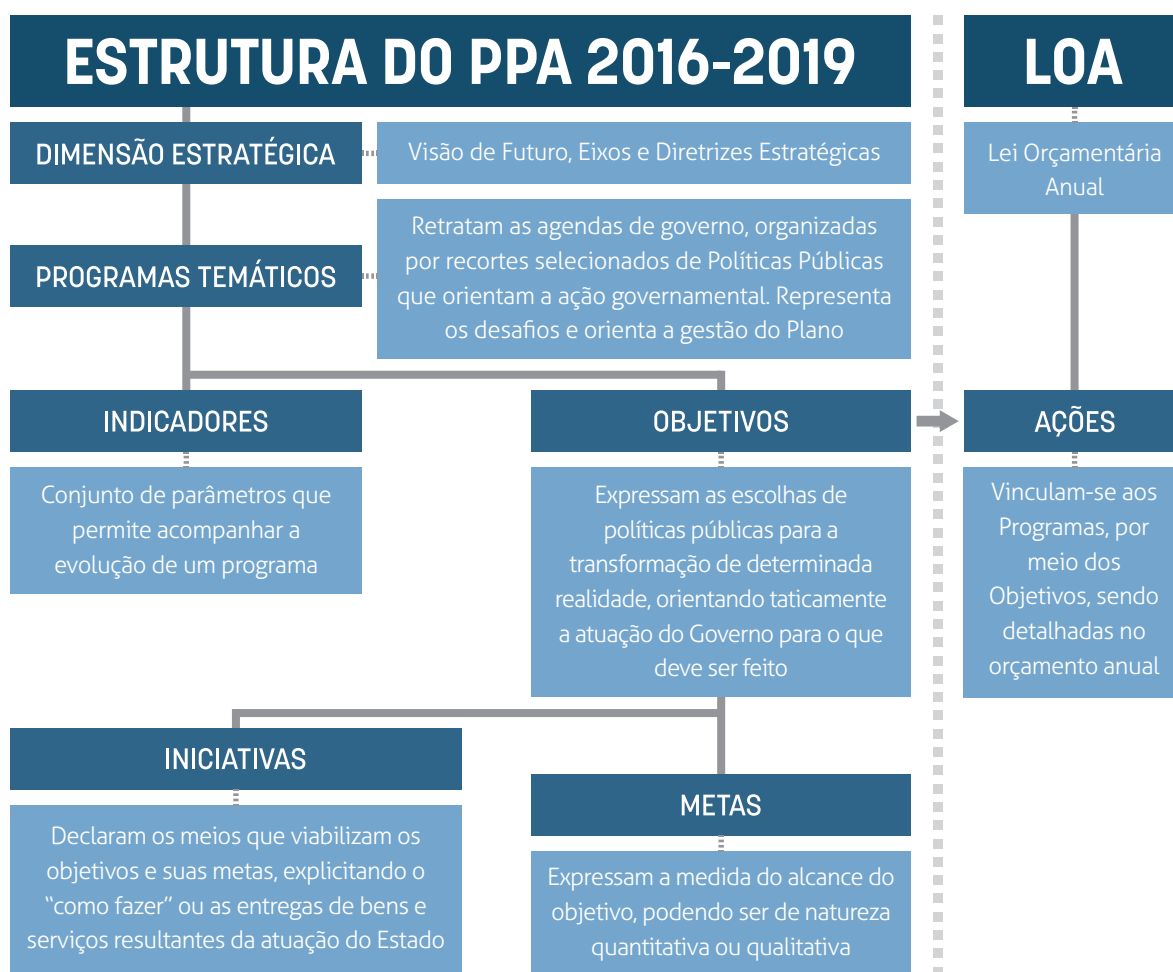 ESTRUTURA DO PPA 2016-2019
DIMENSÃO ESTRATÉGICA
Visão de Futuro, Eixos e Diretrizes Estratégicas
PROGRAMAS TEMÁTICOS
Retratam as agendas de governo, organizadas
por recortes selecionados de Políticas Públicas
que orientam a ação governamental. Representa
os desafios e orienta a gestão do Plano
INDICADORES
Conjunto de parâmetros que
permite acompanhar a
evolução de um programa
OBJETIVOS
Expressam as escolhas de
políticas públicas para a
transformação de determinada
realidade, orientando taticamente
a atuação do Governo para o que
deve ser feito
INICIATIVAS
Declaram os meios que viabilizam os
objetivos e suas metas, explicitando o
“como fazer” ou as entregas de bens e
serviços resultantes da atuação do Estado
METAS
Expressam a medida do alcance do
objetivo, podendo ser de natureza
quantitativa ou qualitativa
LOA
Lei Orçamentária
Anual
AÇÕES
Vinculam-se aos
Programas, por
meio dos
Objetivos, sendo
detalhadas no
orçamento anual